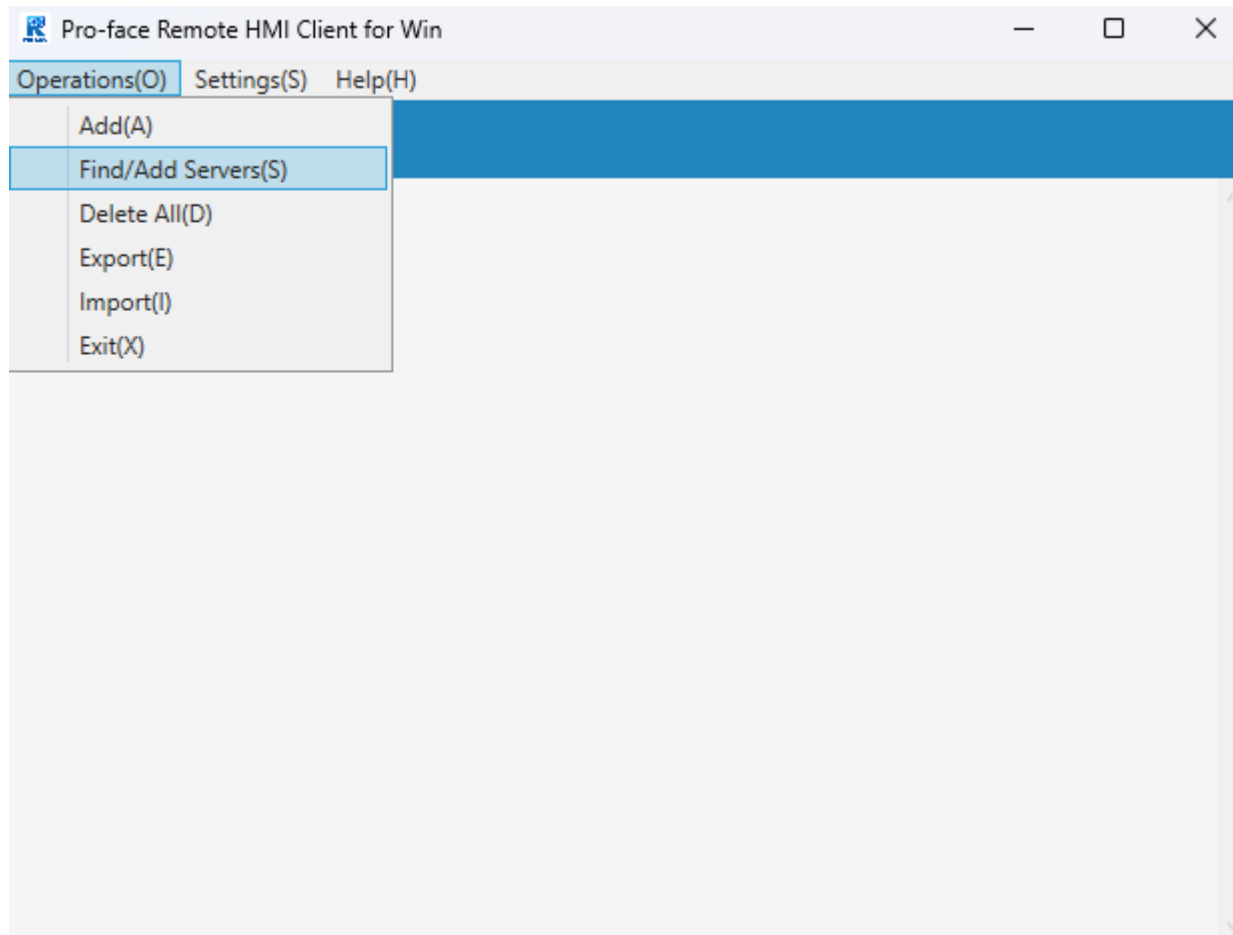 Pro-face Remote HMI Client for Win
Operations(O) Settings(S) Help(H)
Add(A)
Find/Add Servers(S)
Delete All(D)
Export(E)
Import(I)
Exit(X)